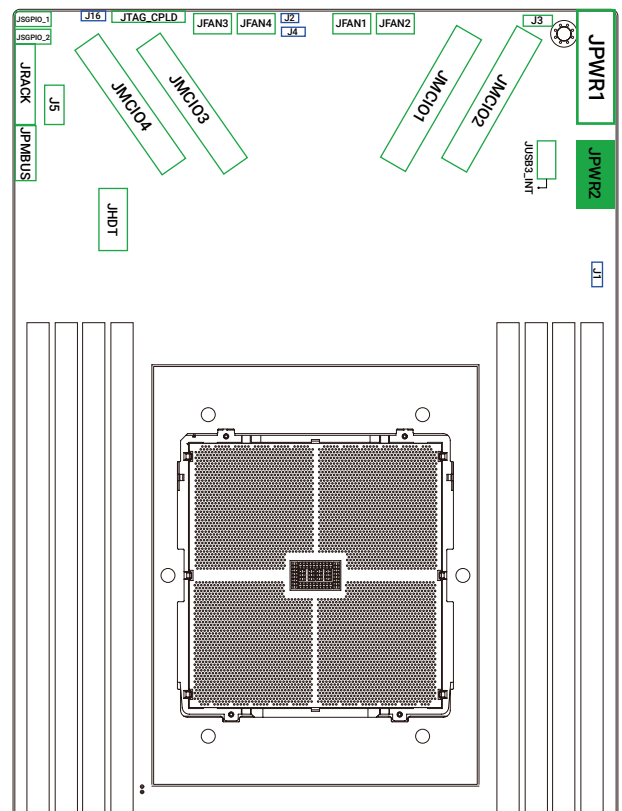 JSGPIO_1
J16
JTAG_CPLD
JFAN3
JFAN4
J2
J4
JFAN1
JFAN2
J3
JPWR1
JSGPIO_2
JRACK
J5
JMCIO4
JMCIO3
JMCIO1
JMCIO2
JPMBUS
JUSB3_INT
1
JPWR2
JHDT
J1